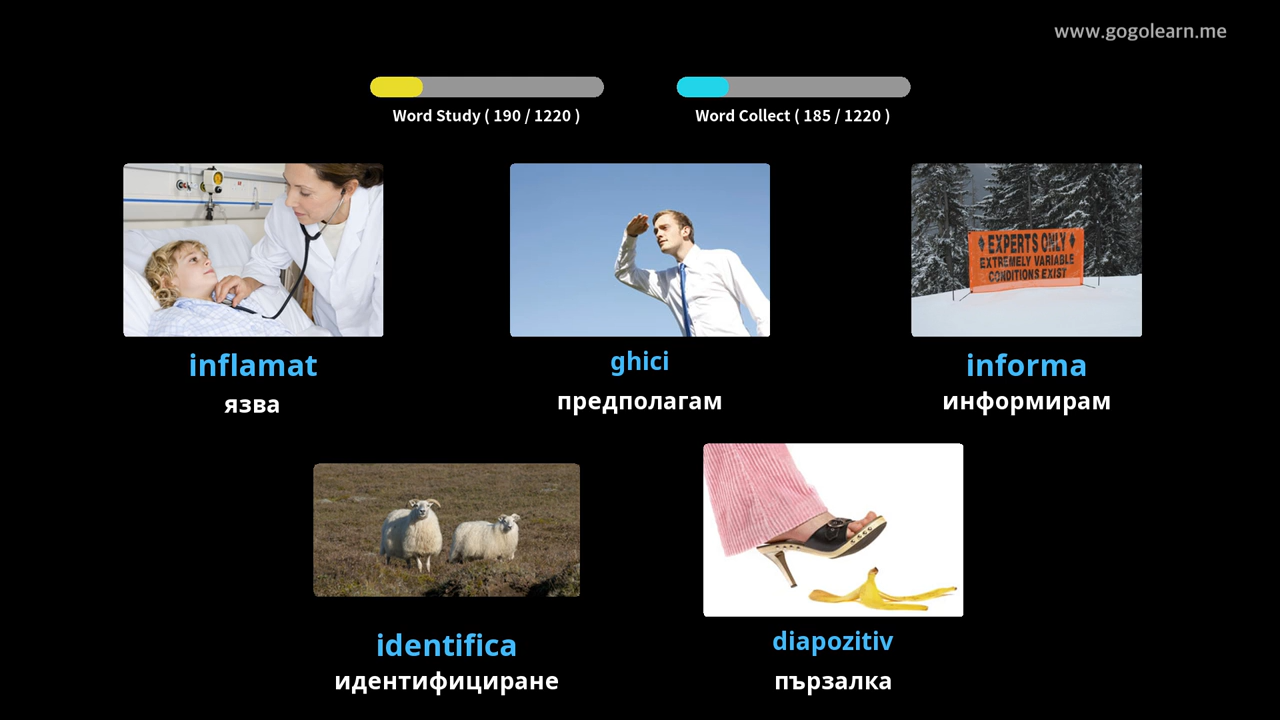 www.gogolearn.me
Word Study ( 190 / 1220 )
Word Collect ( 185 / 1220 )
EXPERTS ONLY
EXTREMELY VARIABLE
CONDITIONS EXIST
inflamat
язва
ghici
предполагам
informa
информирам
identifica
идентифициране
diapozitiv
пързалка